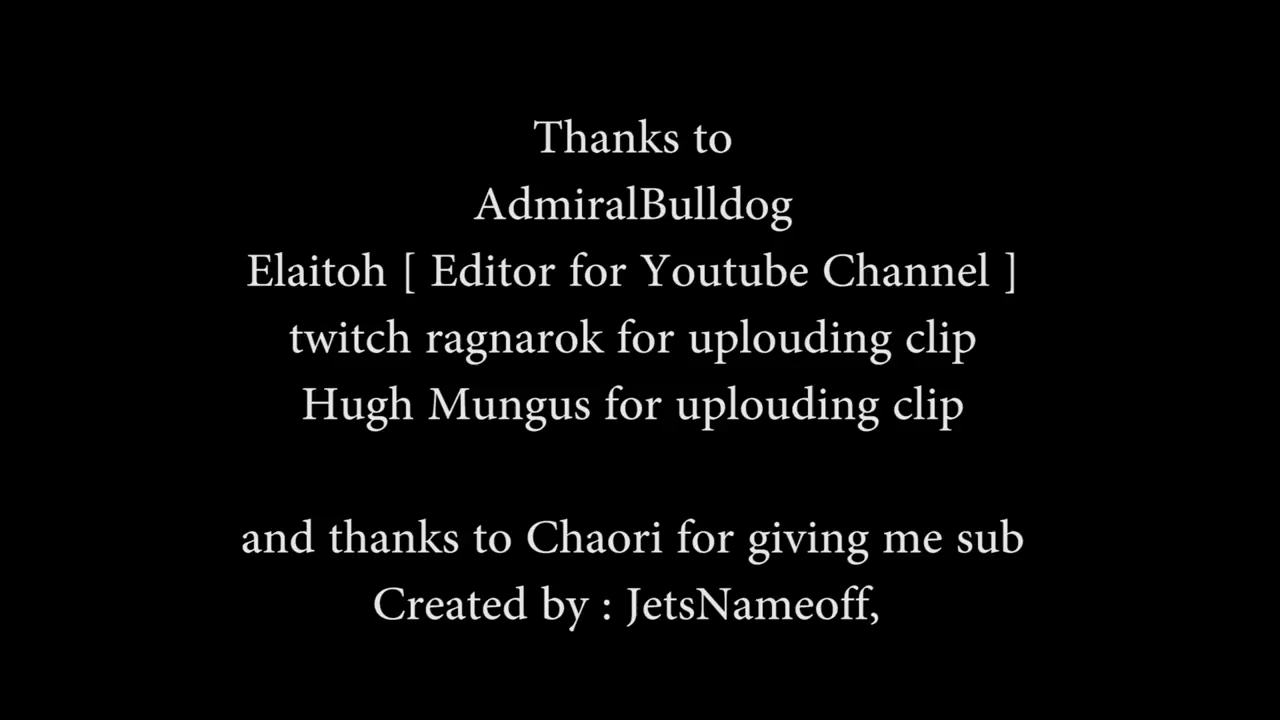 Thanks to
AdmiralBulldog
Elaitoh [ Editor for Youtube Channel ]
twitch ragnarok for uplouding clip
Hugh Mungus for uplouding clip
and thanks to Chaori for giving me sub
Created by : JetsNameoff,